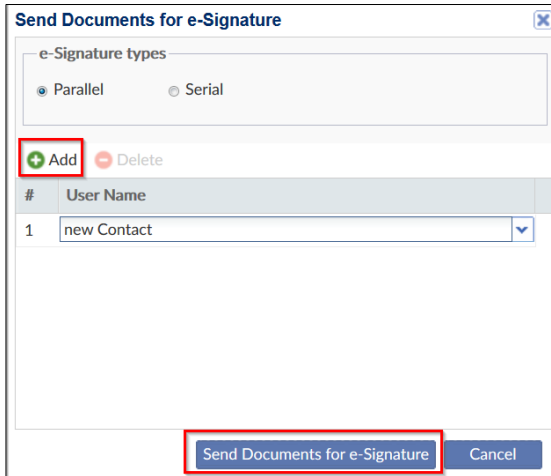 Send Documents for e-Signature
e-Signature types
Parallel Serial
Add Delete
# User Name
1 new Contact
Send Documents for e-Signature Cancel